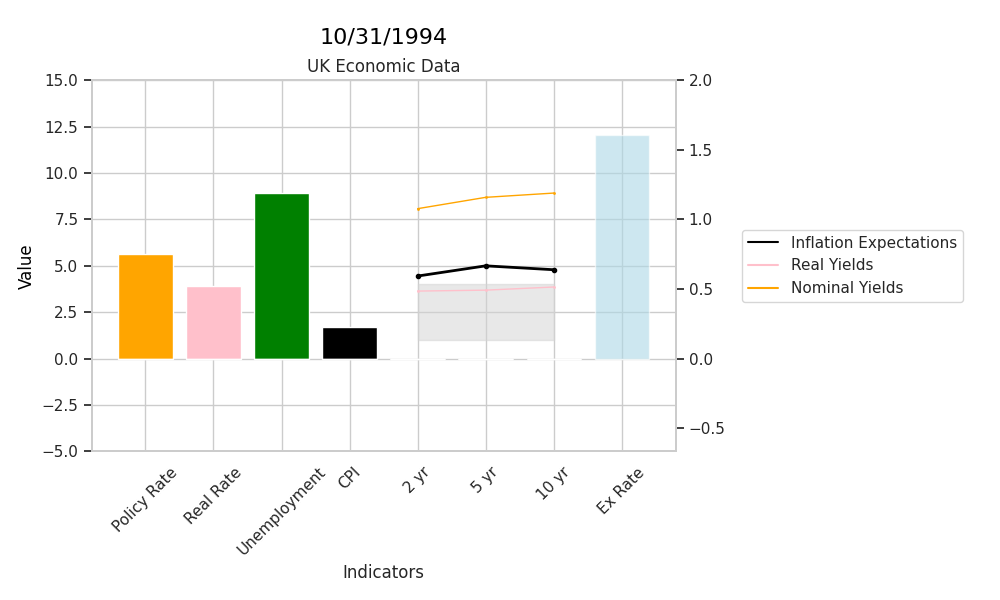 10/31/1994
UK Economic Data
15.0
12.5
10.0
7.5
5.0
2.5
0.0
−2.5
−5.0
Value
2.0
1.5
1.0
0.5
0.0
−0.5
Inflation Expectations
Real Yields
Nominal Yields
Policy Rate
Real Rate
Unemployment
CPI
2 yr
5 yr
10 yr
Ex Rate
Indicators